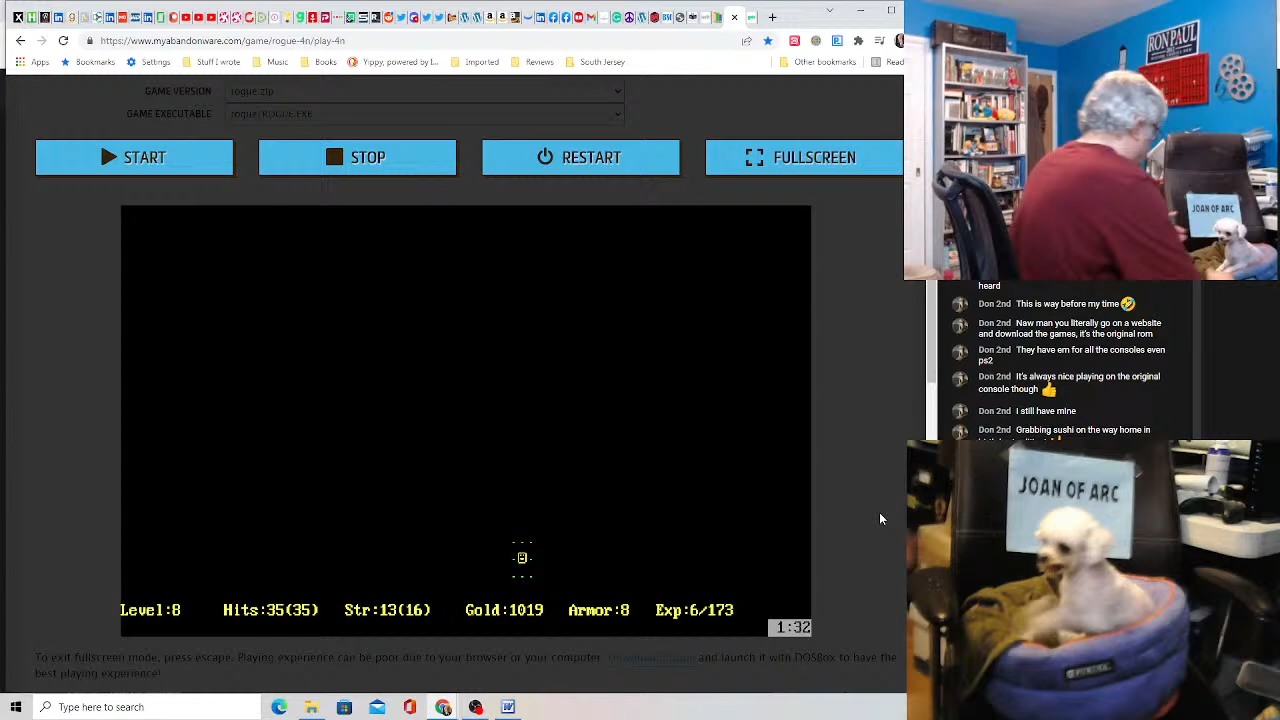 https://www.myabandonware.com/game/rogue-4n/play-4n
Apps Bookmarks Settings Stuff I wrote Music Books Yippy, powered by I... Imported Reviews South Jersey Other bookmarks Read
GAME VERSION rogue.zip
GAME EXECUTABLE
START STOP RESTART FULLSCREEN
Level:8 Hits:35(35) Str:13(16) Gold:1019 Armor:8 Exp:6/173
1:32
To exit fullscreen mode, press escape. Playing experience can be poor due to your browser or your computer. and launch it with DOSBox to have the
best playing experience!
Type here to search
RON PAUL
JOAN OF ARC
heard
Don 2nd This is way before my time 🤣
Don 2nd Naw man you literally go on a website
and download the games, it's the original rom
Don 2nd They have em for all the consoles even
ps2
Don 2nd It's always nice playing on the original
console though 👍
Don 2nd I still have mine
Don 2nd Grabbing sushi on the way home in
JOAN OF ARC